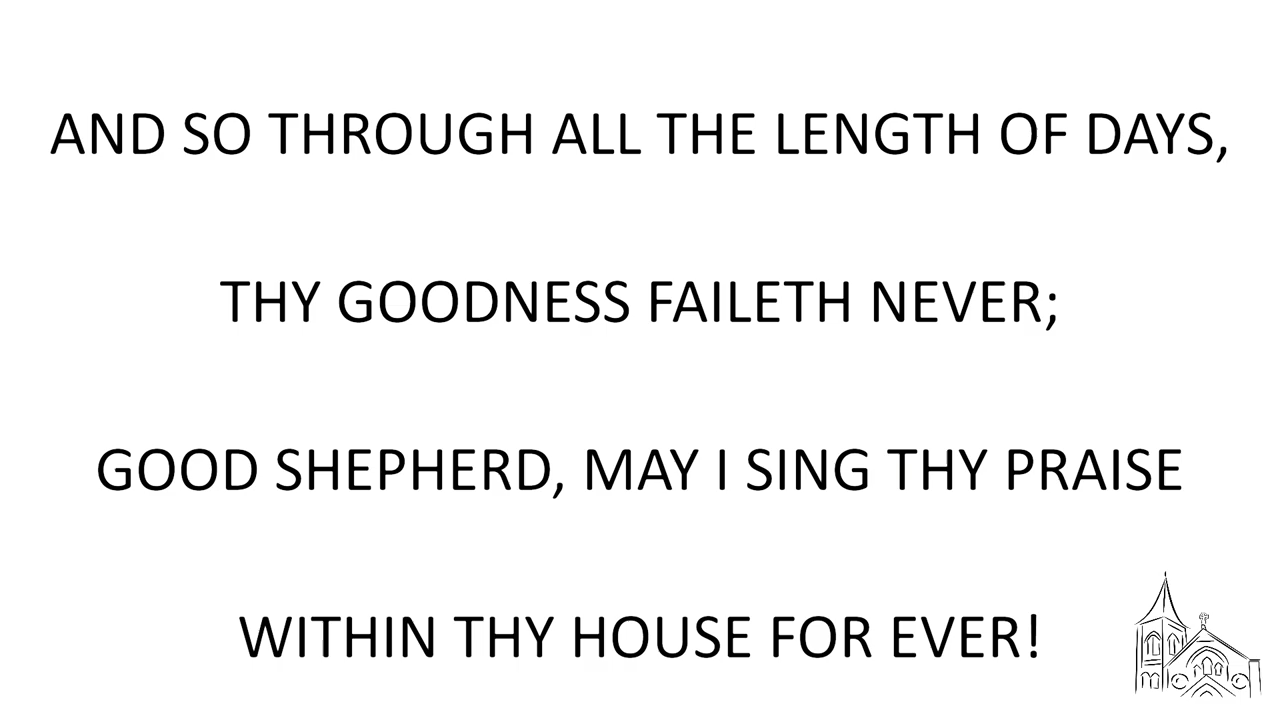 AND SO THROUGH ALL THE LENGTH OF DAYS,
THY GOODNESS FAILETH NEVER;
GOOD SHEPHERD, MAY I SING THY PRAISE
WITHIN THY HOUSE FOR EVER!